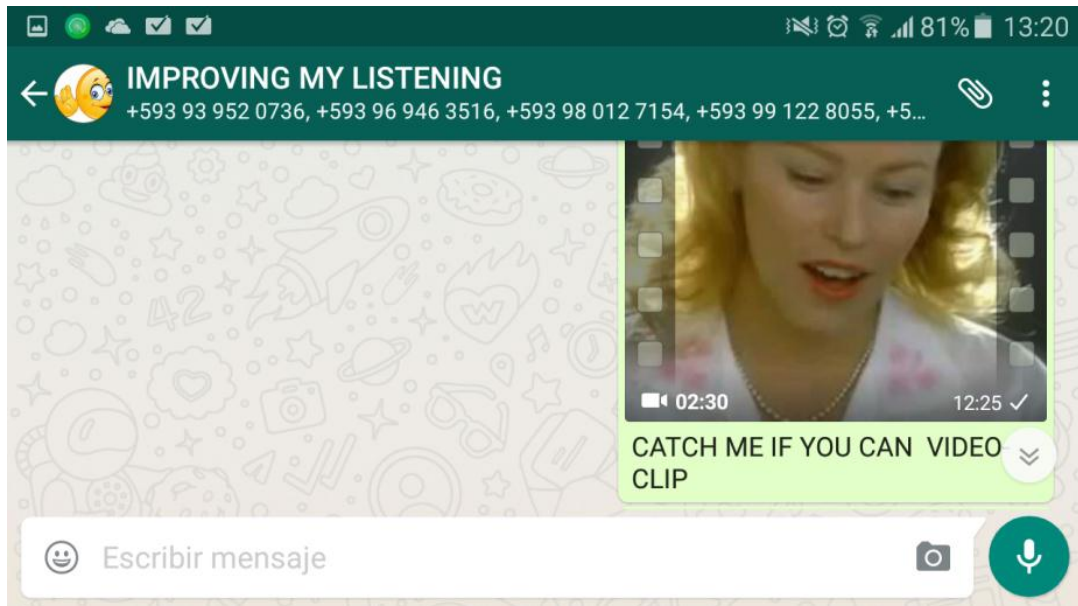 81% 13:20
IMPROVING MY LISTENING
+593 93 952 0736, +593 96 946 3516, +593 98 012 7154, +593 99 122 8055, +5...
02:30 12:25
CATCH ME IF YOU CAN VIDEO
CLIP
Escribir mensaje